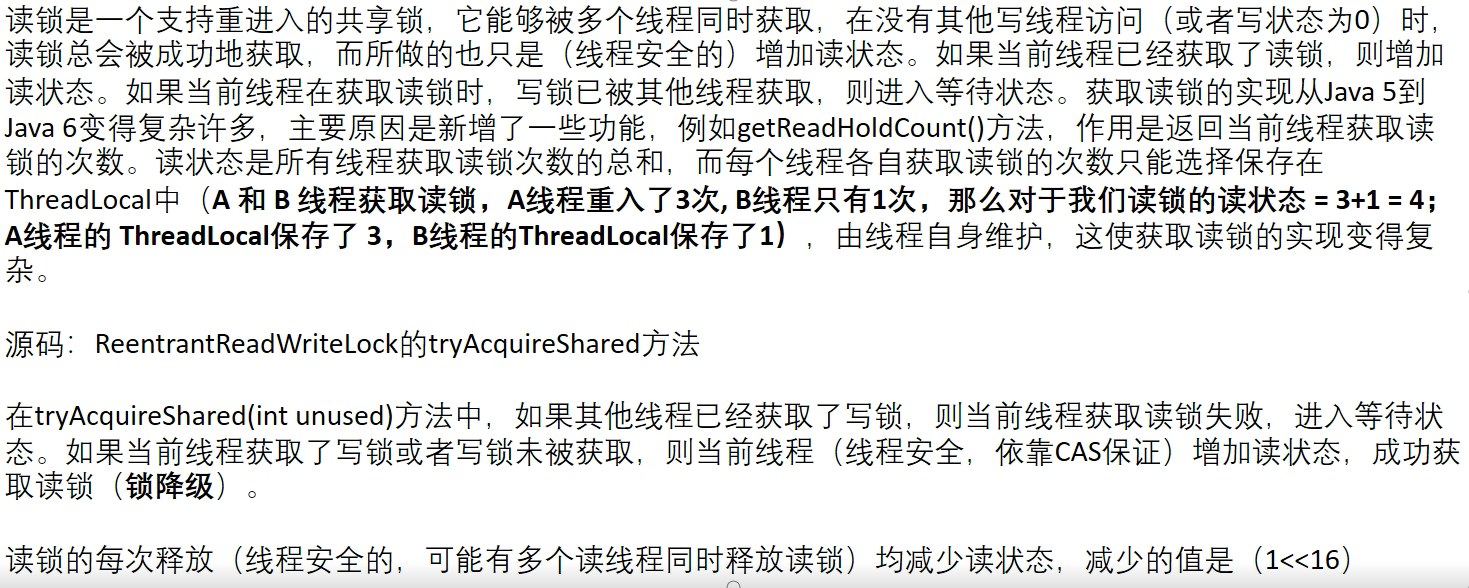 读锁是一个支持重进入的共享锁，它能够被多个线程同时获取，在没有其他写线程访问（或者写状态为0）时，
读锁总会被成功地获取，而所做的也只是（线程安全的）增加读状态。如果当前线程已经获取了读锁，则增加
读状态。如果当前线程在获取读锁时，写锁已被其他线程获取，则进入等待状态。获取读锁的实现从Java 5到
Java 6变得复杂许多，主要原因是新增了一些功能，例如getReadHoldCount()方法，作用是返回当前线程获取读
锁的次数。读状态是所有线程获取读锁次数的总和，而每个线程各自获取读锁的次数只能选择保存在
ThreadLocal中（A 和 B 线程获取读锁，A线程重入了3次, B线程只有1次，那么对于我们读锁的读状态 = 3+1 = 4；
A线程的 ThreadLocal保存了 3，B线程的ThreadLocal保存了1），由线程自身维护，这使获取读锁的实现变得复
杂。
源码：ReentrantReadWriteLock的tryAcquireShared方法
在tryAcquireShared(int unused)方法中，如果其他线程已经获取了写锁，则当前线程获取读锁失败，进入等待状
态。如果当前线程获取了写锁或者写锁未被获取，则当前线程（线程安全，依靠CAS保证）增加读状态，成功获
取读锁（锁降级）。
读锁的每次释放（线程安全的，可能有多个读线程同时释放读锁）均减少读状态，减少的值是（1<<16）